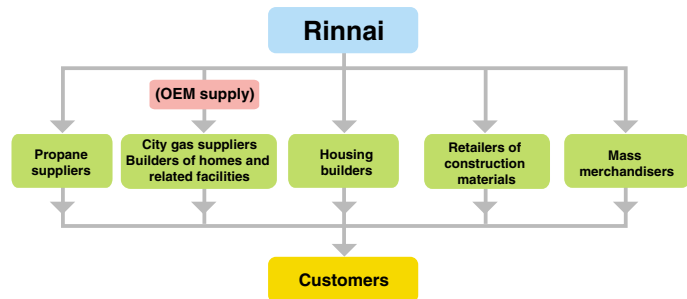 Rinnai
(OEM supply)
Propane
suppliers
City gas suppliers
Builders of homes and
related facilities
Housing
builders
Retailers of
construction
materials
Mass
merchandisers
Customers